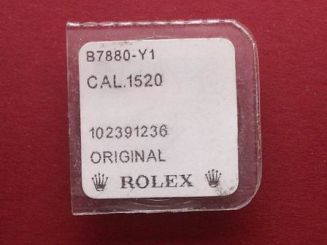 B7880-Y1
CAL.1520
102391236
ORIGINAL
ROLEX